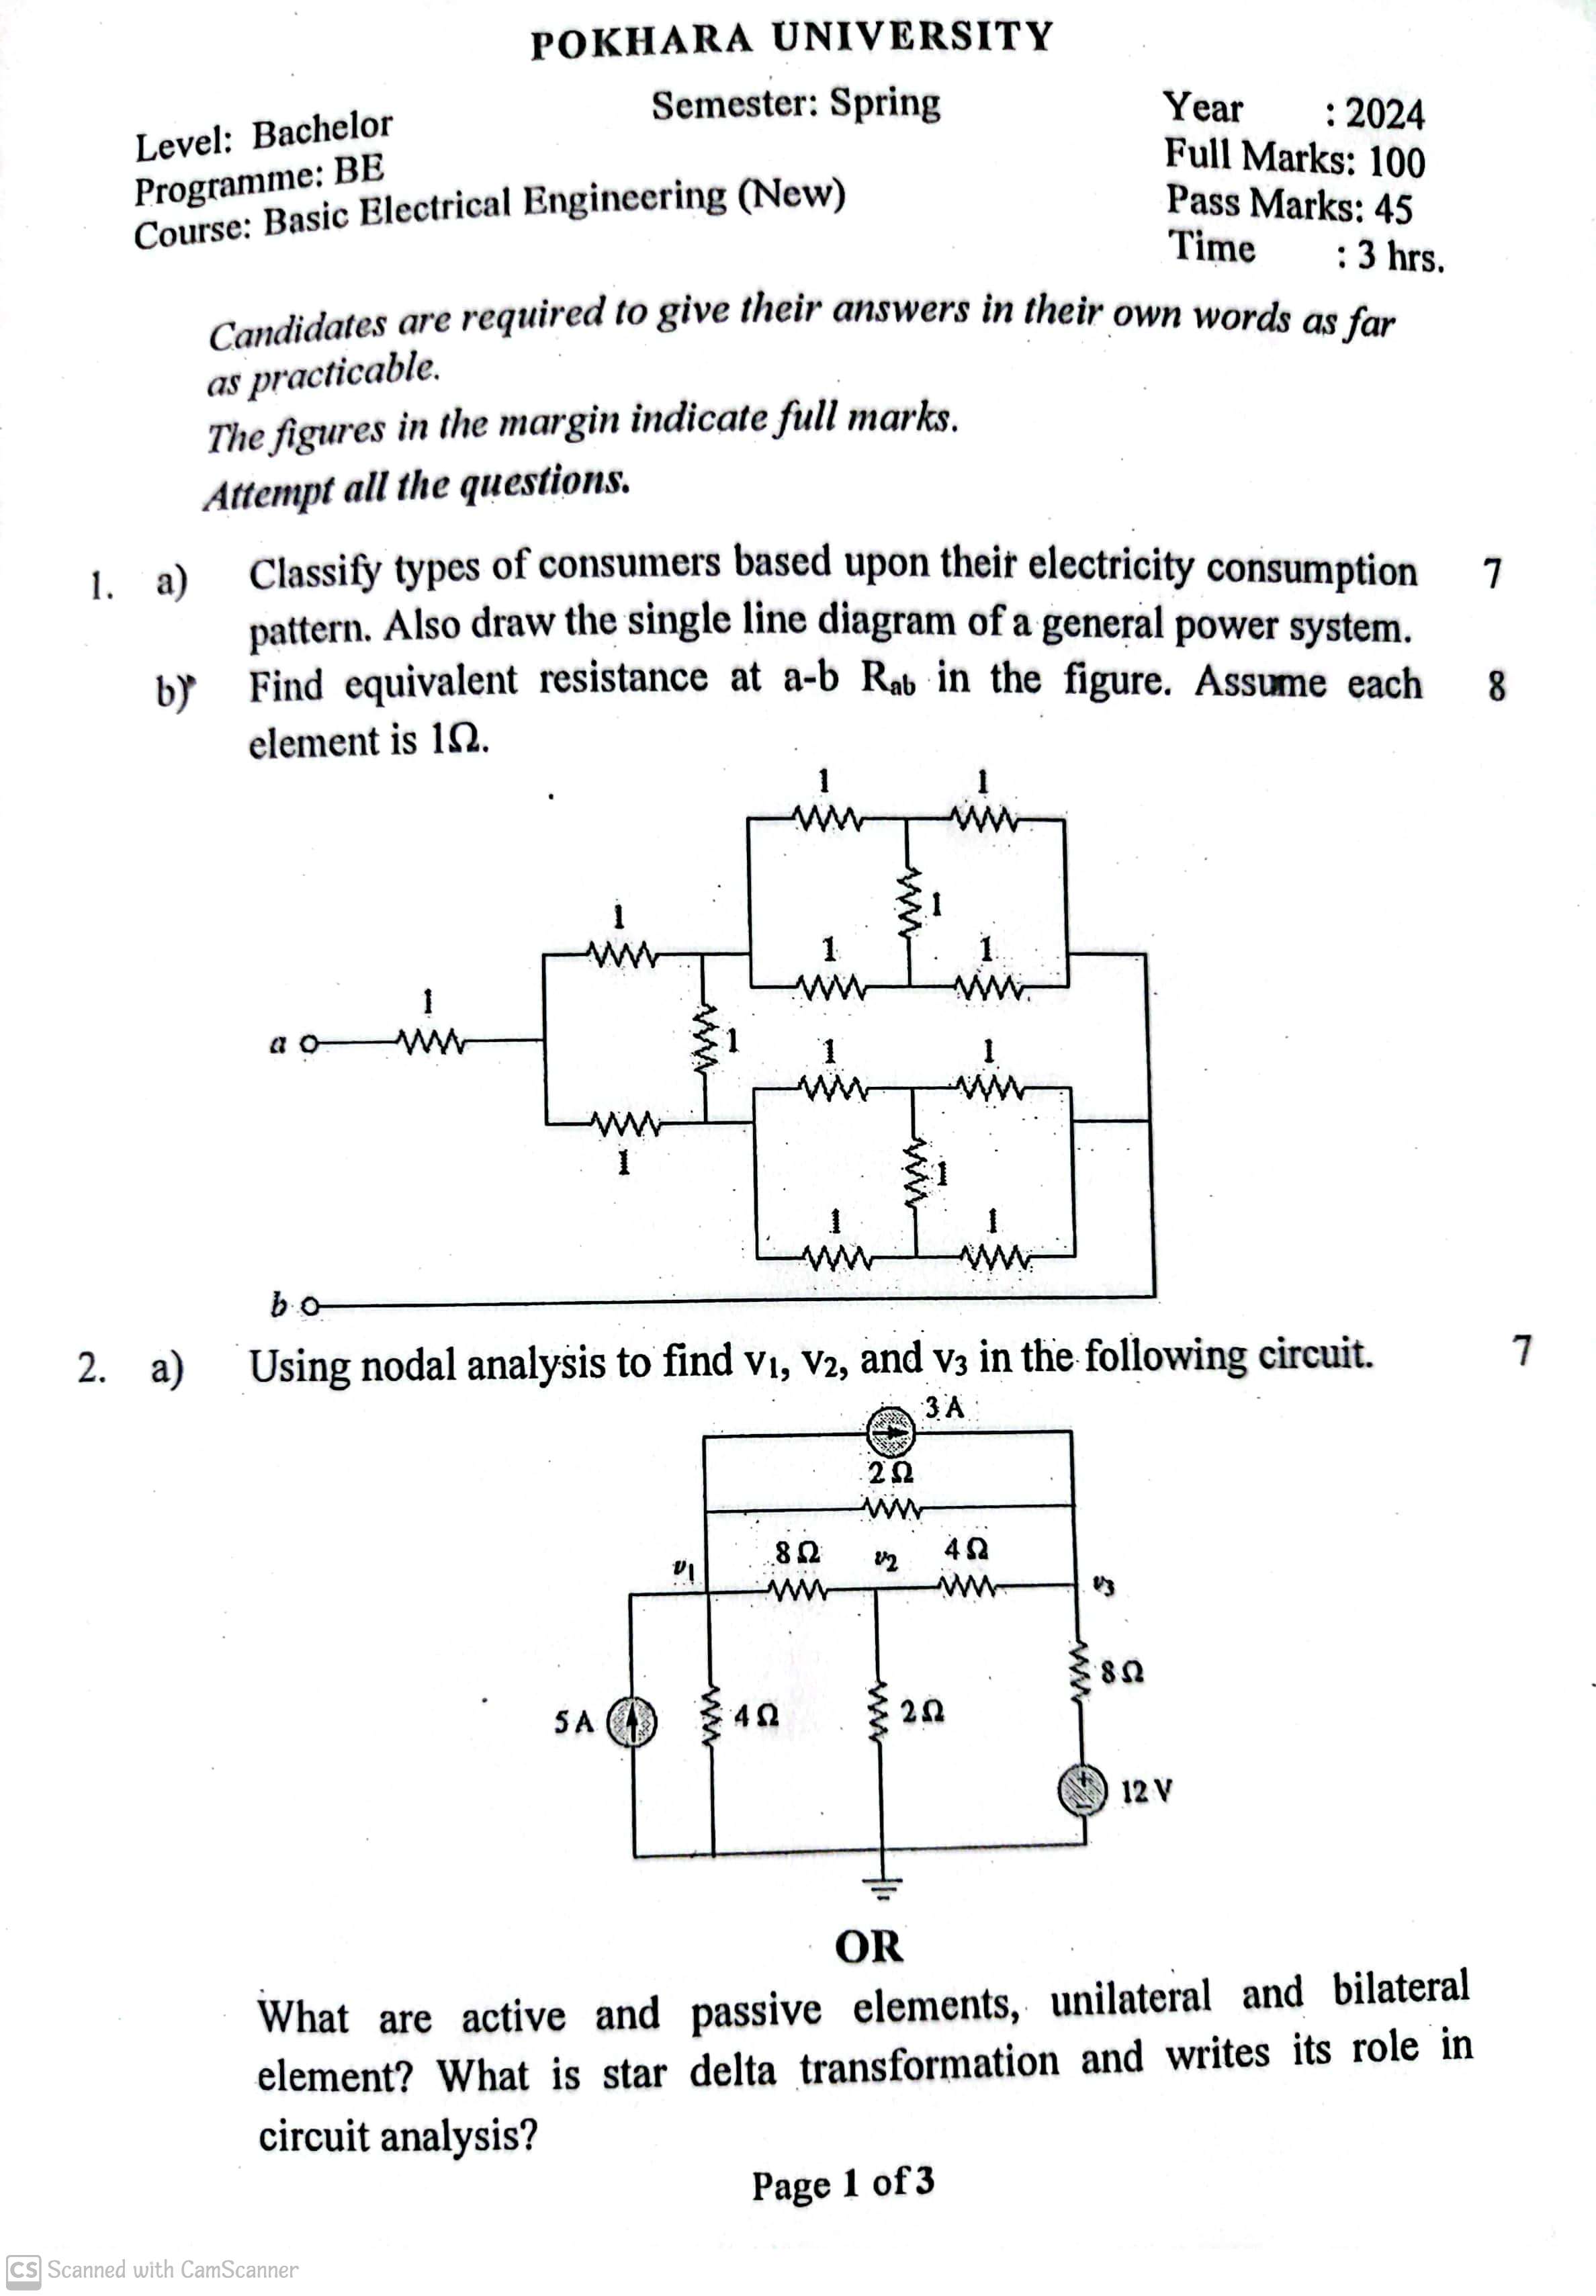 POKHARA UNIVERSITY
Level: Bachelor
Semester: Spring
Year : 2024
Programme: BE
Full Marks: 100
Course: Basic Electrical Engineering (New)
Pass Marks: 45
Time : 3 hrs.
Candidates are required to give their answers in their own words as far
as practicable.
The figures in the margin indicate full marks.
Attempt all the questions.
1. a) Classify types of consumers based upon their electricity consumption 7
pattern. Also draw the single line diagram of a general power system.
b) Find equivalent resistance at a-b Rab in the figure. Assume each 8
element is 1Ω.
1 1
1
1
1 1
1
a
1
1 1
1
1
1 1
b
2. a) Using nodal analysis to find v1, v2, and v3 in the following circuit. 7
3 A
2 Ω
8 Ω v2 4 Ω
v1
v3
8 Ω
5 A
4 Ω
2 Ω
12 V
OR
What are active and passive elements, unilateral and bilateral
element? What is star delta transformation and writes its role in
circuit analysis?
Page 1 of 3
CS Scanned with CamScanner